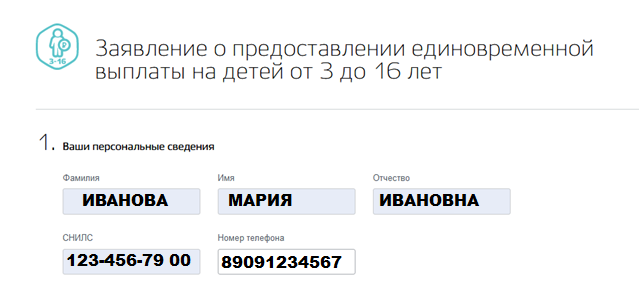 3-16
Заявление о предоставлении единовременной
выплаты на детей от 3 до 16 лет
1. Ваши персональные сведения
Фамилия Имя Отчество
ИВАНОВА МАРИЯ ИВАНОВНА
СНИЛС Номер телефона
123-456-79 00 89091234567